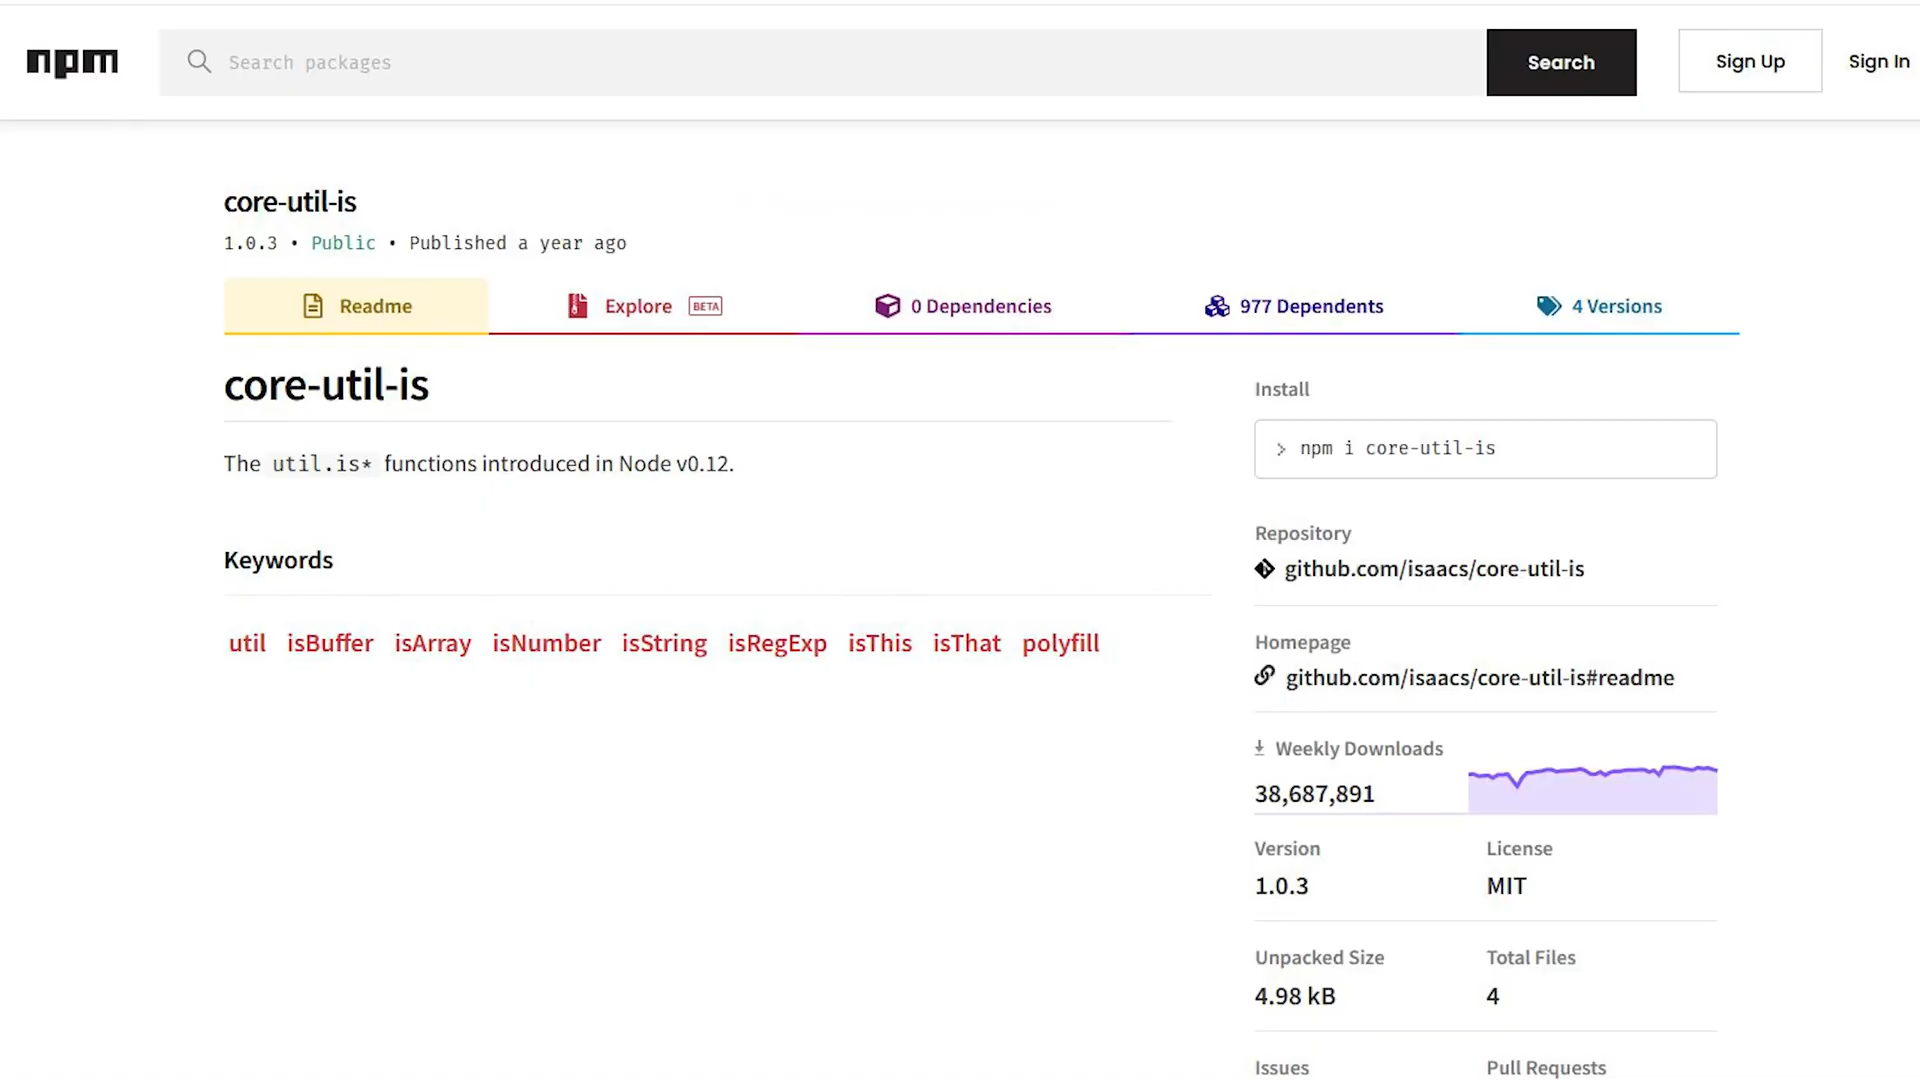 npm
Search packages
Search
Sign Up
Sign In
core-util-is
1.0.3 • Public • Published a year ago
Readme
Explore BETA
0 Dependencies
977 Dependents
4 Versions
core-util-is
The util.is* functions introduced in Node v0.12.
Keywords
util isBuffer isArray isNumber isString isRegExp isThis isThat polyfill
Install
> npm i core-util-is
Repository
github.com/isaacs/core-util-is
Homepage
github.com/isaacs/core-util-is#readme
Weekly Downloads
38,687,891
Version License
1.0.3 MIT
Unpacked Size Total Files
4.98 kB 4
Issues Pull Requests